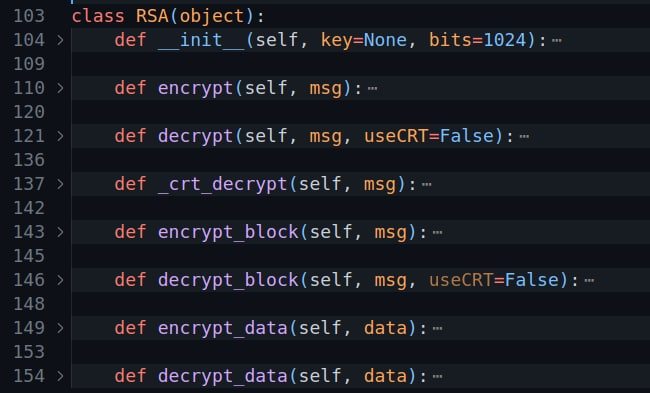 103 class RSA(object):
104 > def __init__(self, key=None, bits=1024):⋯
109
110 > def encrypt(self, msg):⋯
120
121 > def decrypt(self, msg, useCRT=False):⋯
136
137 > def _crt_decrypt(self, msg):⋯
142
143 > def encrypt_block(self, msg):⋯
145
146 > def decrypt_block(self, msg, useCRT=False):⋯
148
149 > def encrypt_data(self, data):⋯
153
154 > def decrypt_data(self, data):⋯